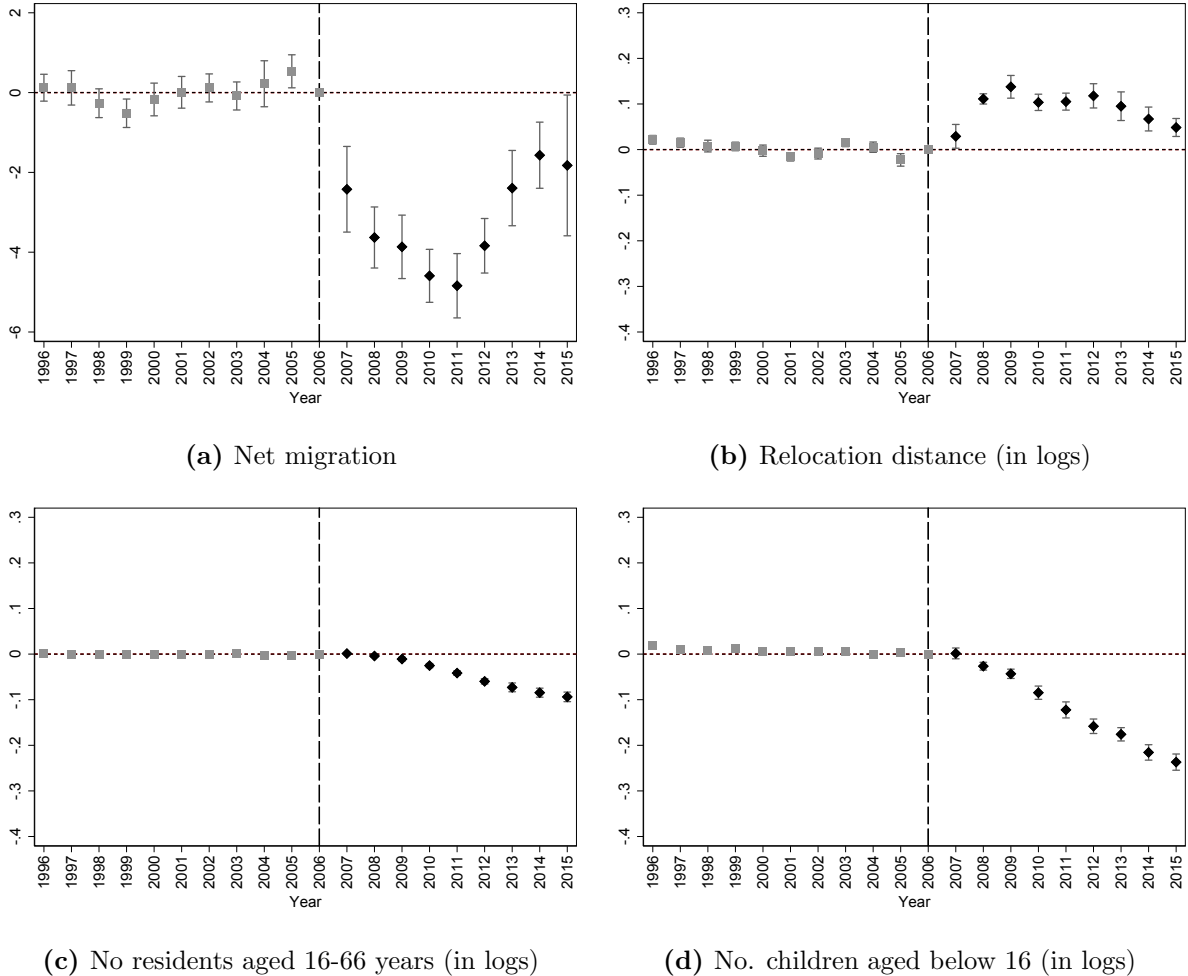 2
0
-2
-4
-6
1996 1997 1998 1999 2000 2001 2002 2003 2004 2005 2006 2007 2008 2009 2010 2011 2012 2013 2014 2015
Year
(a) Net migration
.3
.2
.1
0
-.1
-.2
-.3
-.4
1996 1997 1998 1999 2000 2001 2002 2003 2004 2005 2006 2007 2008 2009 2010 2011 2012 2013 2014 2015
Year
(b) Relocation distance (in logs)
.3
.2
.1
0
-.1
-.2
-.3
-.4
1996 1997 1998 1999 2000 2001 2002 2003 2004 2005 2006 2007 2008 2009 2010 2011 2012 2013 2014 2015
Year
(c) No residents aged 16-66 years (in logs)
.3
.2
.1
0
-.1
-.2
-.3
-.4
1996 1997 1998 1999 2000 2001 2002 2003 2004 2005 2006 2007 2008 2009 2010 2011 2012 2013 2014 2015
Year
(d) No. children aged below 16 (in logs)